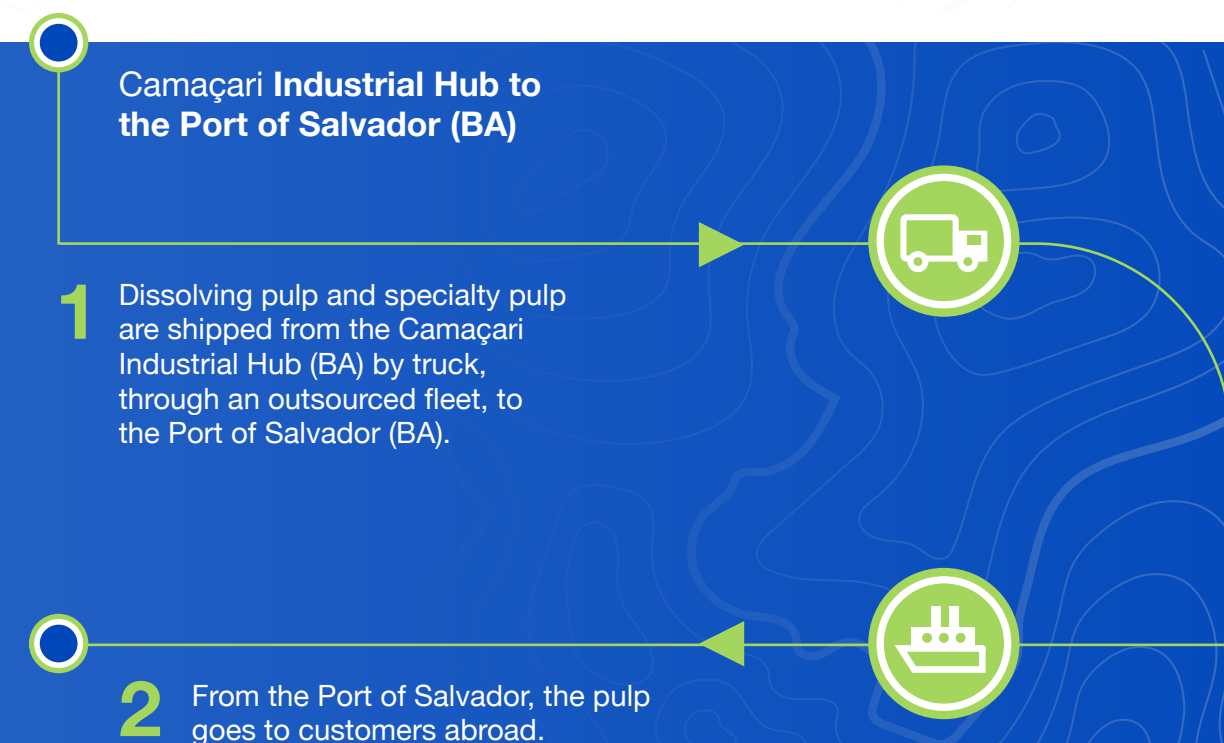 Camaçari Industrial Hub to
the Port of Salvador (BA)
1
Dissolving pulp and specialty pulp
are shipped from the Camaçari
Industrial Hub (BA) by truck,
through an outsourced fleet, to
the Port of Salvador (BA).
2
From the Port of Salvador, the pulp
goes to customers abroad.